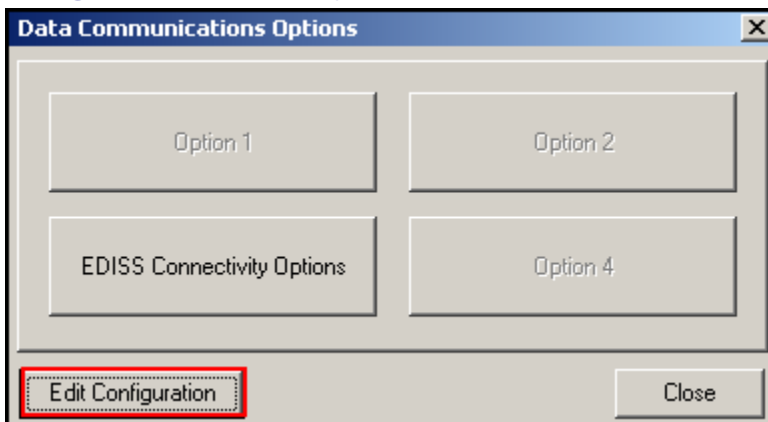 Data Communications Options
Option 1
Option 2
EDISS Connectivity Options
Option 4
Edit Configuration
Close